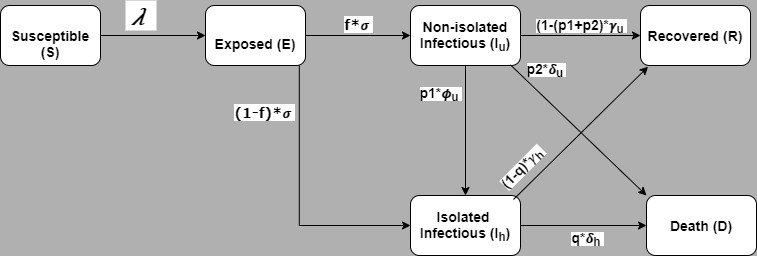 λ
Susceptible
(S)
Exposed (E)
f*σ
Non-isolated
Infectious (Iu)
(1-(p1+p2)*γu
Recovered (R)
p1*ϕu
p2*δu
(1-f)*σ
(1-q)*γh
Isolated
Infectious (Ih)
q*δh
Death (D)